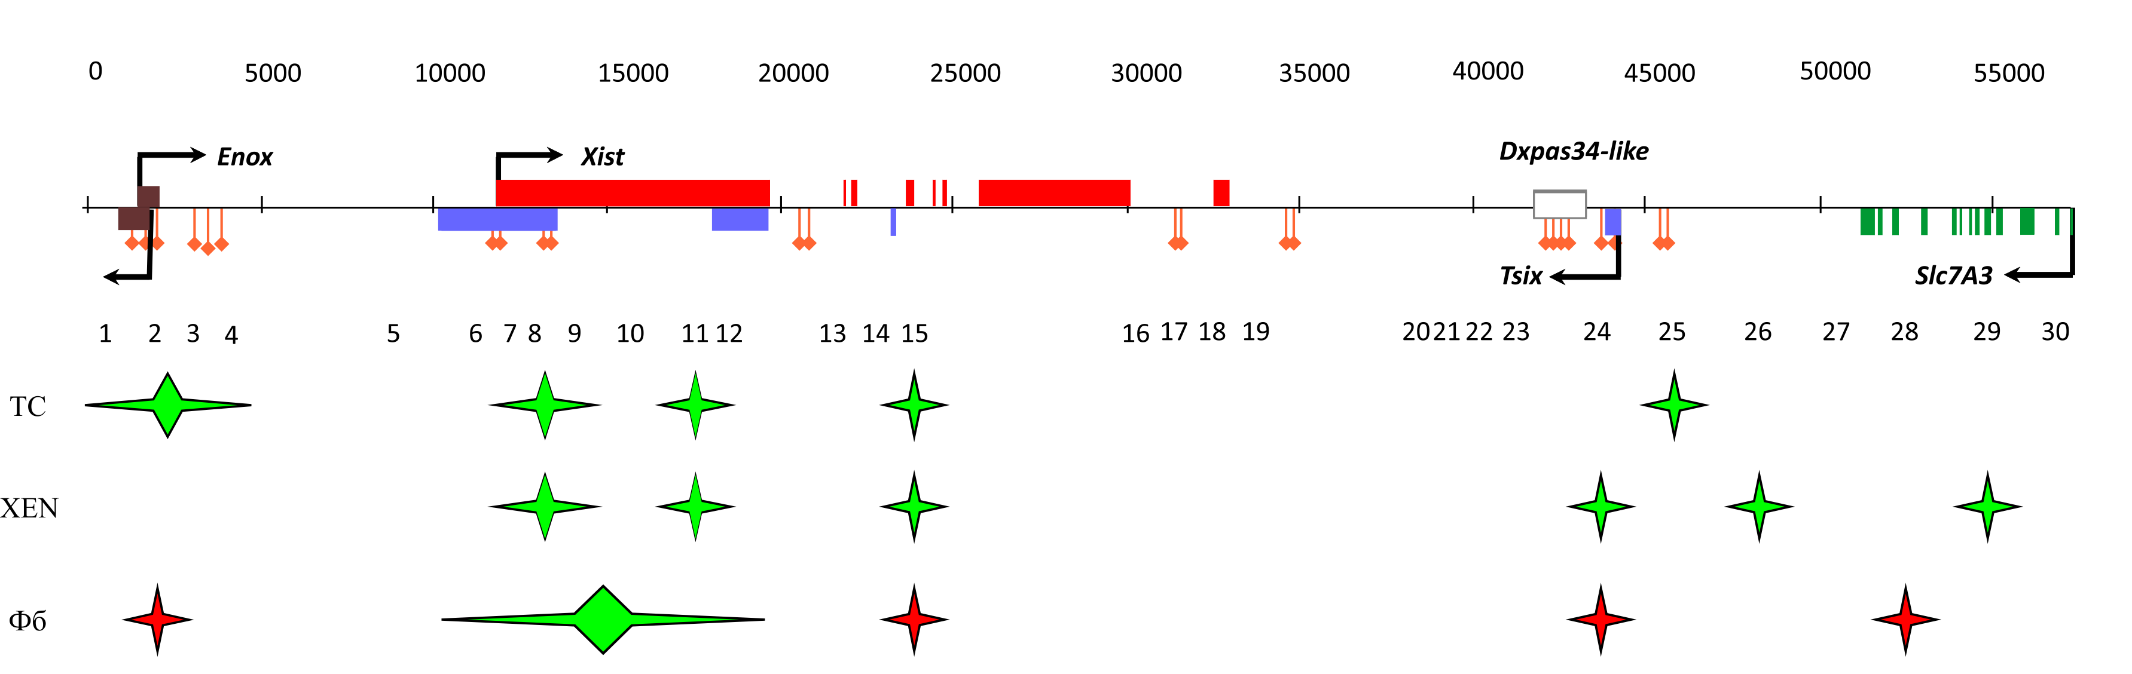 0 5000 10000 15000 20000 25000 30000 35000 40000 45000 50000 55000
Enox Xist Dxpas34-like
Tsix Slc7A3
1 2 3 4 5 6 7 8 9 10 11 12 13 14 15 16 17 18 19 20 21 22 23 24 25 26 27 28 29 30
ТС
XEN
Фб